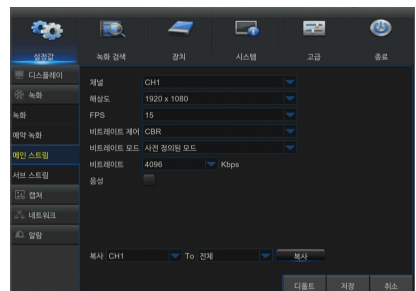 설정값 녹화 검색 장치 시스템 고급 종료
디스플레이
녹화
녹화
예약 녹화
메인 스트림
서브 스트림
캡처
네트워크
알람
채널 CH1
해상도 1920 x 1080
FPS 15
비트레이트 제어 CBR
비트레이트 모드 사전 정의된 모드
비트레이트 4096 Kbps
음성
복사 CH1 To 전체 복사
디폴트 저장 취소